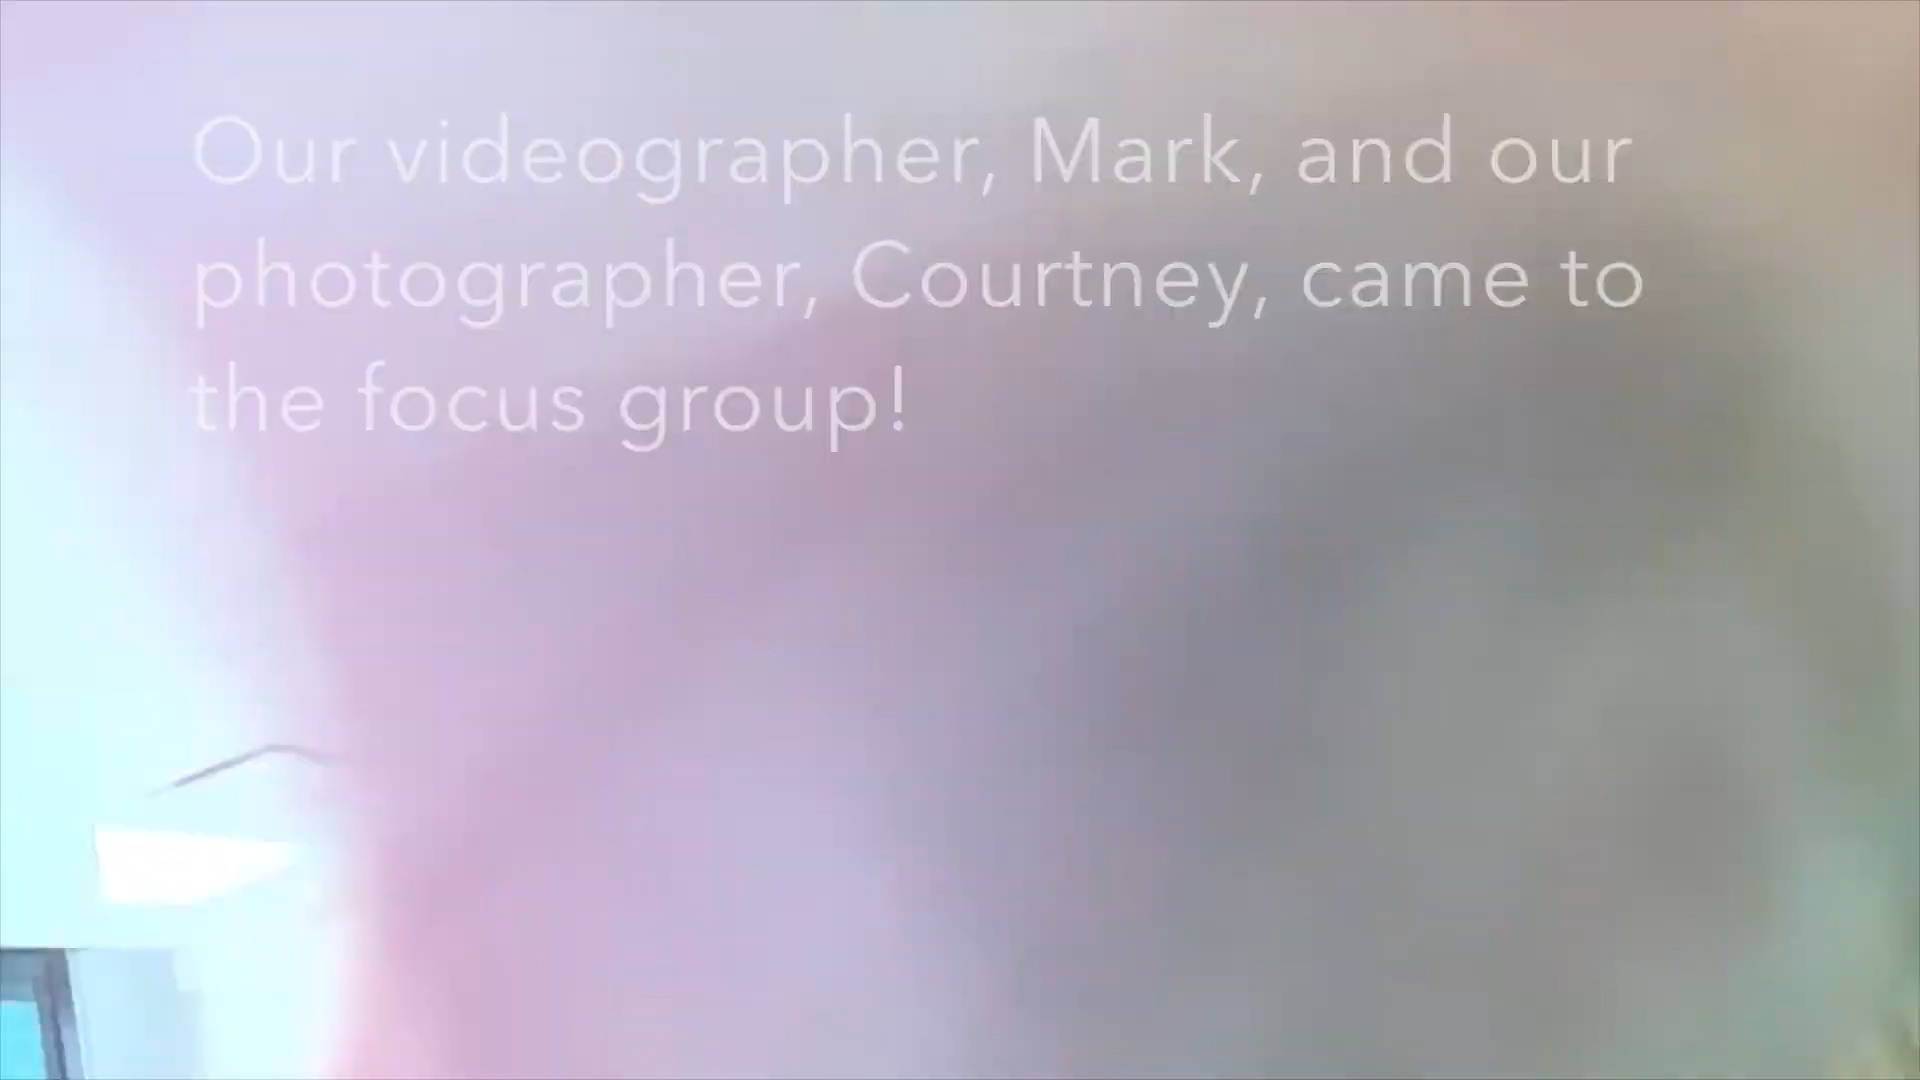 Our videographer, Mark, and our
photographer, Courtney, came to
the focus group!